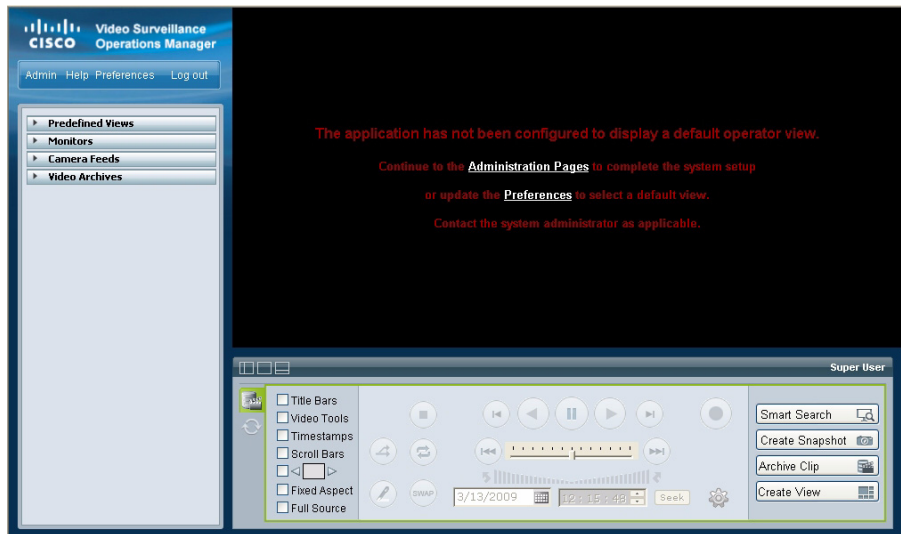 CISCO
Video Surveillance
Operations Manager
Admin Help Preferences Log out
Predefined Views
Monitors
Camera Feeds
Video Archives
The application has not been configured to display a default operator view.
Continue to the Administration Pages to complete the system setup
or update the Preferences to select a default view.
Contact the system administrator as applicable.
Super User
Title Bars
Video Tools
Timestamps
Scroll Bars
Fixed Aspect
Full Source
SWAP
3/13/2009
12:15:48
Seek
Smart Search
Create Snapshot
Archive Clip
Create View